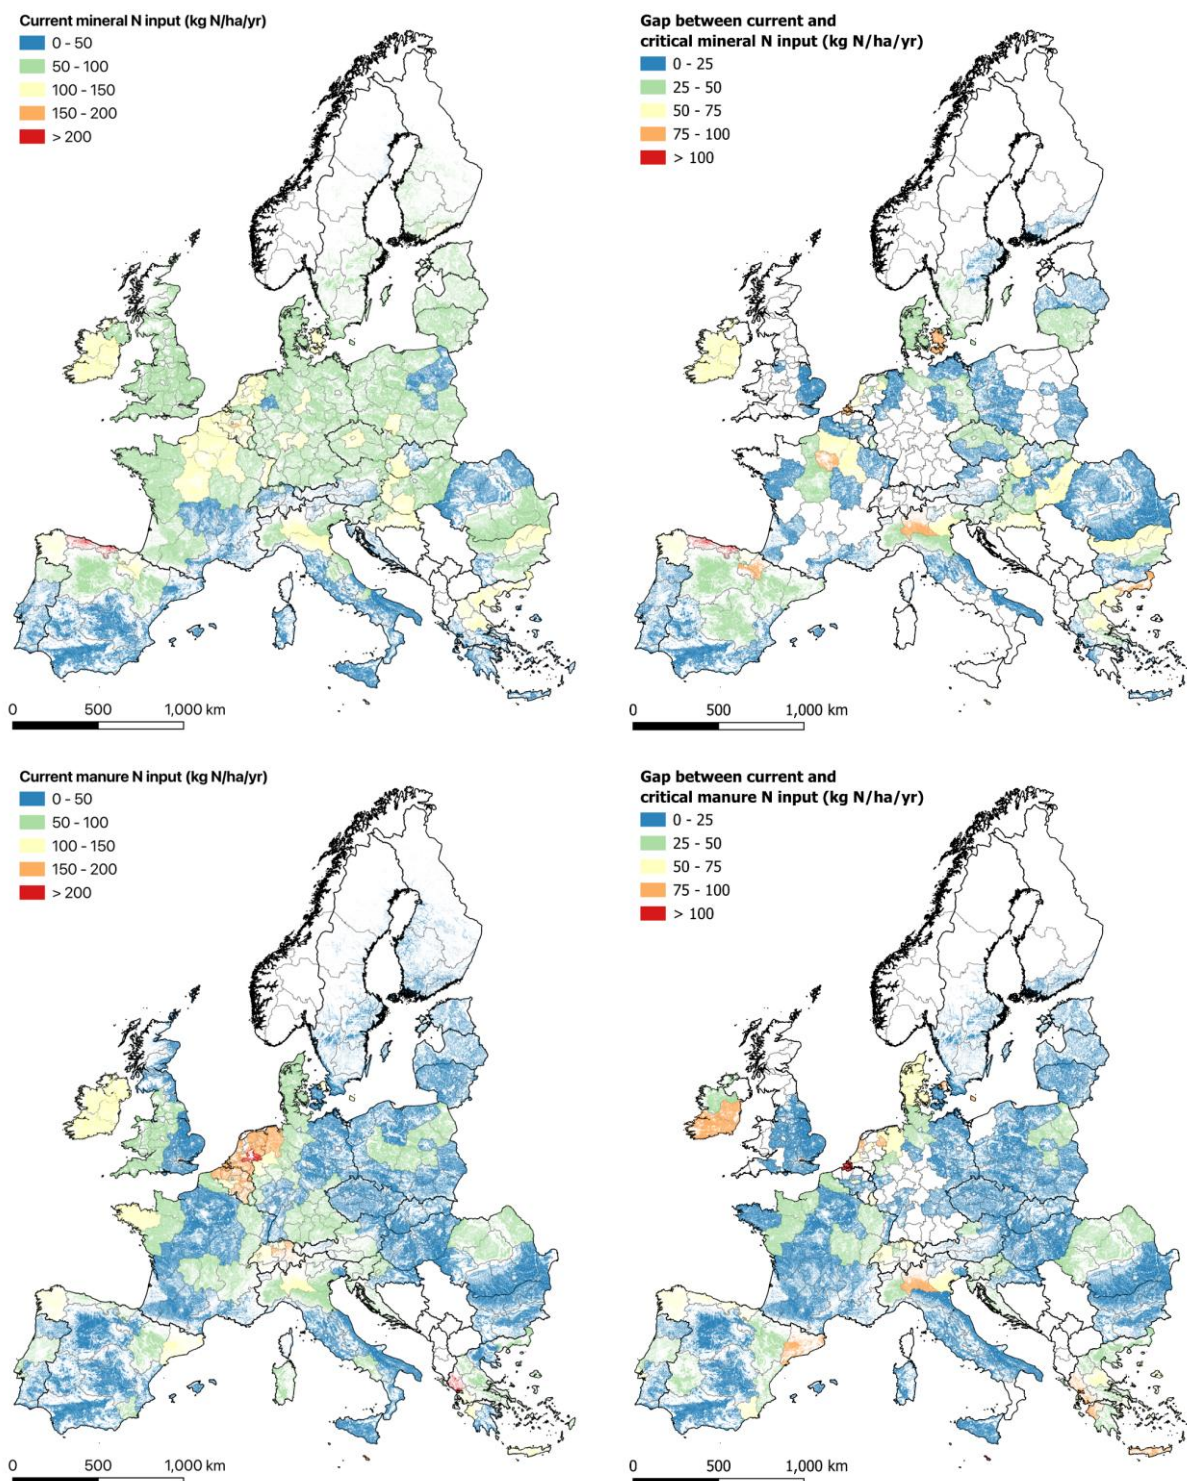 Current mineral N input (kg N/ha/yr)
0 - 50
50 - 100
100 - 150
150 - 200
> 200
0 500 1,000 km
Gap between current and
critical mineral N input (kg N/ha/yr)
0 - 25
25 - 50
50 - 75
75 - 100
> 100
0 500 1,000 km
Current manure N input (kg N/ha/yr)
0 - 50
50 - 100
100 - 150
150 - 200
> 200
0 500 1,000 km
Gap between current and
critical manure N input (kg N/ha/yr)
0 - 25
25 - 50
50 - 75
75 - 100
> 100
0 500 1,000 km